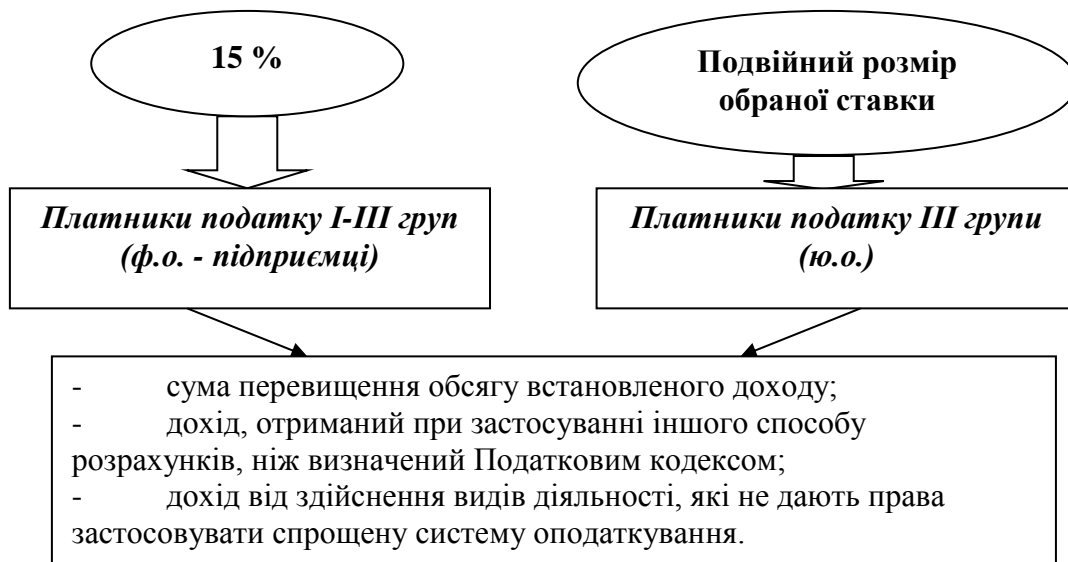 15 %
Подвійний розмір
обраної ставки
Платники податку І-ІІІ груп
(ф.о. - підприємці)
Платники податку ІІІ групи
(ю.о.)
- сума перевищення обсягу встановленого доходу;
- дохід, отриманий при застосуванні іншого способу
розрахунків, ніж визначений Податковим кодексом;
- дохід від здійснення видів діяльності, які не дають права
застосовувати спрощену систему оподаткування.